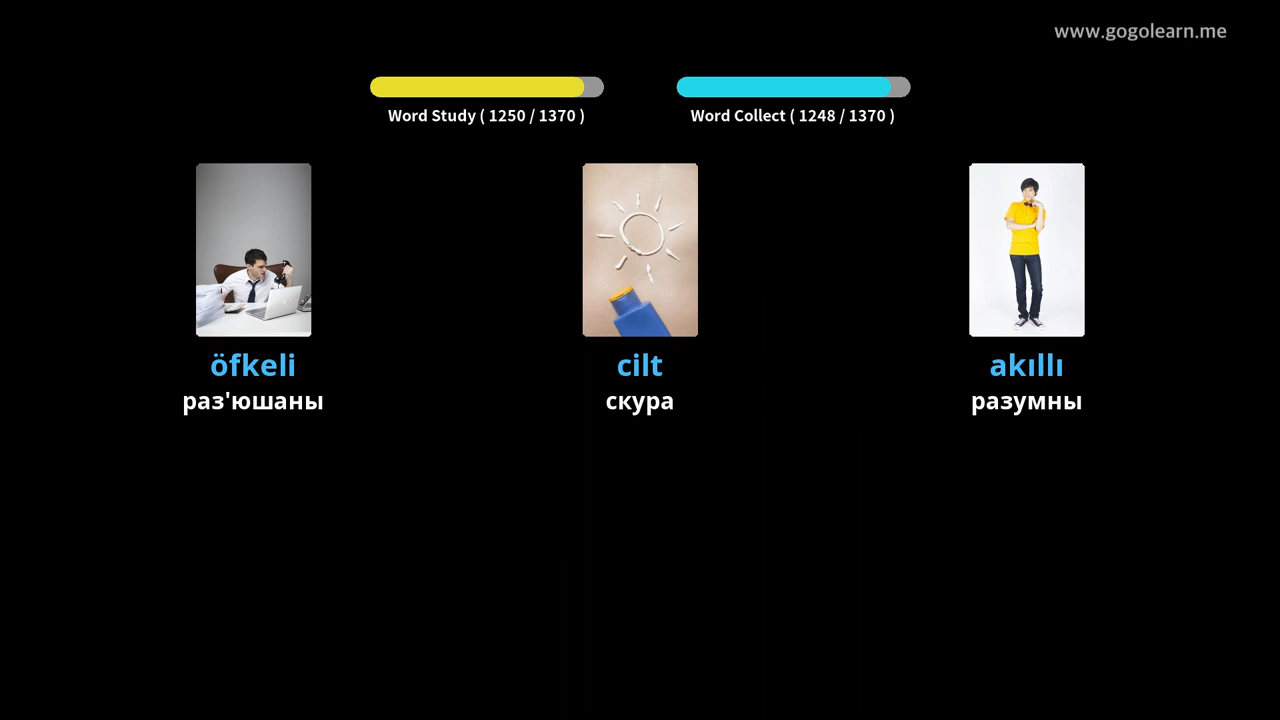 www.gogolearn.me
Word Study ( 1250 / 1370 )
Word Collect ( 1248 / 1370 )
öfkeli
раз'юшаны
cilt
скура
akıllı
разумны